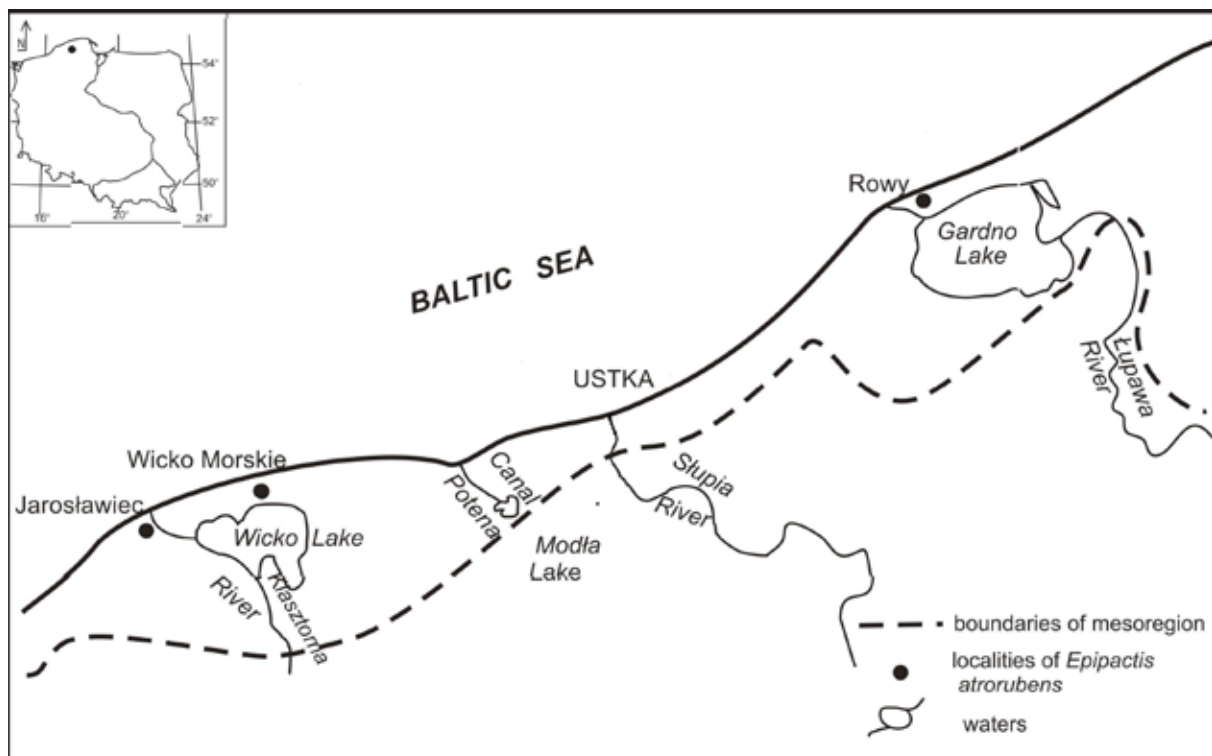 N
54°
52°
50°
16°
20°
24°
BALTIC SEA
Rowy
Gardno
Lake
Łupawa
River
USTKA
Słupia
River
Wicko Morskie
Canal
Potena
Modła
Lake
Jarosławiec
Wicko Lake
River
Klasztorna
boundaries of mesoregion
localities of Epipactis
atrorubens
waters